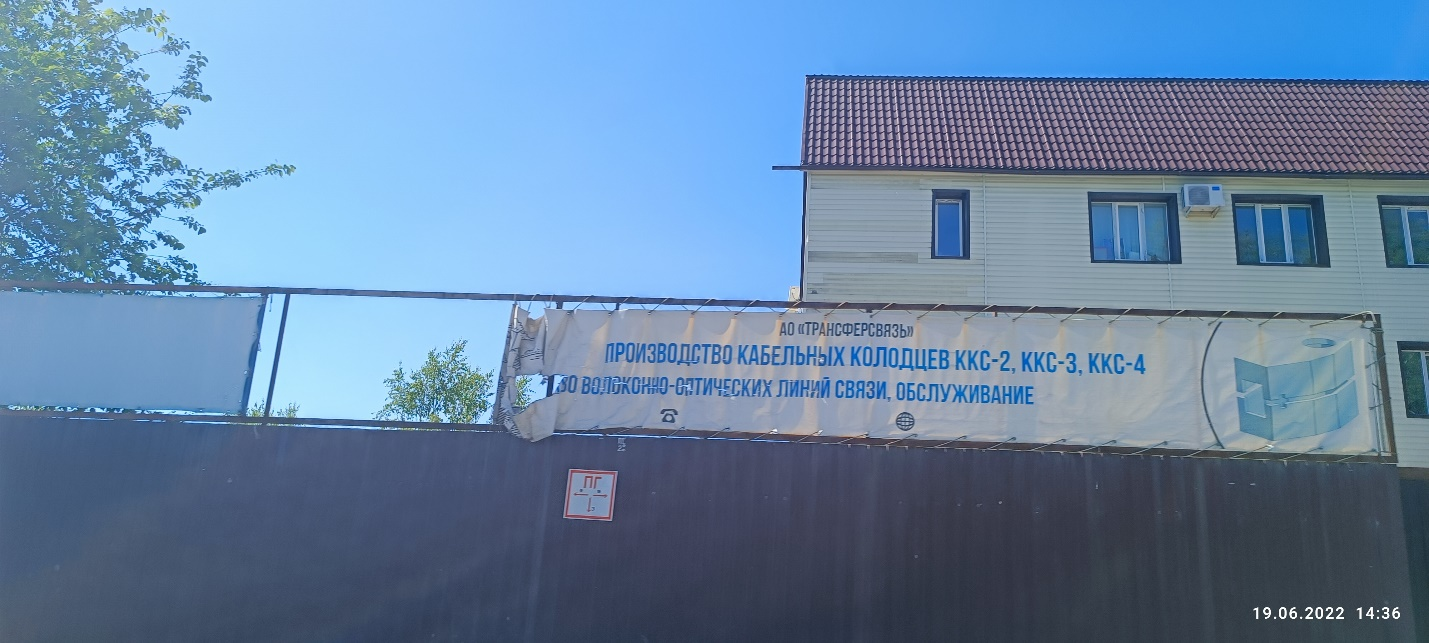 АО «ТРАНСФЕРСВЯЗЬ»
ПРОИЗВОДСТВО КАБЕЛЬНЫХ КОЛОДЦЕВ ККС-2, ККС-3, ККС-4
ВО ВОЛОКОННО-ОПТИЧЕСКИХ ЛИНИЙ СВЯЗИ, ОБСЛУЖИВАНИЕ
ПГ
19.06.2022 14:36